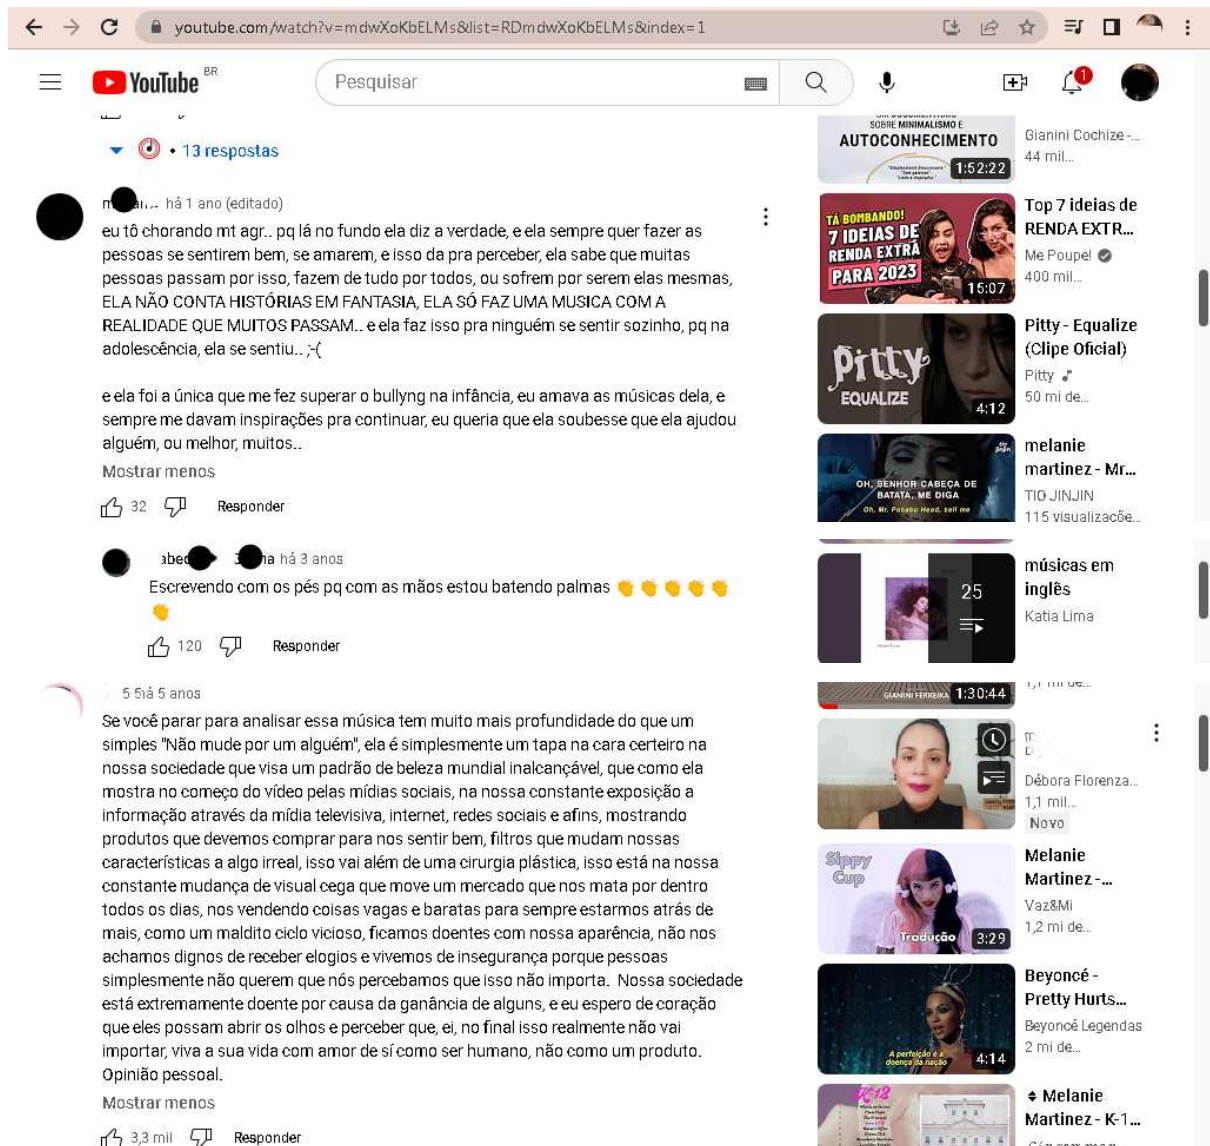 youtube.com/watch?v=mdwXoKbELMs&list=RDmdwXoKbELMs&index=1
YouTube BR
Pesquisar
1
• 13 respostas
há 1 ano (editado)
eu tô chorando mt agr.. pq lá no fundo ela diz a verdade, e ela sempre quer fazer as
pessoas se sentirem bem, se amarem, e isso da pra perceber, ela sabe que muitas
pessoas passam por isso, fazem de tudo por todos, ou sofrem por serem elas mesmas,
ELA NÃO CONTA HISTÓRIAS EM FANTASIA, ELA SÓ FAZ UMA MUSICA COM A
REALIDADE QUE MUITOS PASSAM.. e ela faz isso pra ninguém se sentir sozinho, pq na
adolescência, ela se sentiu.. ;-(
e ela foi a única que me fez superar o bullyng na infância, eu amava as músicas dela, e
sempre me davam inspirações pra continuar, eu queria que ela soubesse que ela ajudou
alguém, ou melhor, muitos..
Mostrar menos
32 Responder
há 3 anos
Escrevendo com os pés pq com as mãos estou batendo palmas 👏 👏 👏 👏 👏
👏
120 Responder
5 5há 5 anos
Se você parar para analisar essa música tem muito mais profundidade do que um
simples "Não mude por um alguém", ela é simplesmente um tapa na cara certeiro na
nossa sociedade que visa um padrão de beleza mundial inalcançável, que como ela
mostra no começo do vídeo pelas mídias sociais, na nossa constante exposição a
informação através da mídia televisiva, internet, redes sociais e afins, mostrando
produtos que devemos comprar para nos sentir bem, filtros que mudam nossas
características a algo irreal, isso vai além de uma cirurgia plástica, isso está na nossa
constante mudança de visual cega que move um mercado que nos mata por dentro
todos os dias, nos vendendo coisas vagas e baratas para sempre estarmos atrás de
mais, como um maldito ciclo vicioso, ficamos doentes com nossa aparência, não nos
achamos dignos de receber elogios e vivemos de insegurança porque pessoas
simplesmente não querem que nós percebamos que isso não importa. Nossa sociedade
está extremamente doente por causa da ganância de alguns, e eu espero de coração
que eles possam abrir os olhos e perceber que, ei, no final isso realmente não vai
importar, viva a sua vida com amor de sí como ser humano, não como um produto.
Opinião pessoal.
Mostrar menos
3,3 mil Responder
SOBRE MINIMALISMO E
AUTOCONHECIMENTO
1:52:22
Gianini Cochize -...
44 mil...
TÁ BOMBANDO!
7 IDEIAS DE
RENDA EXTRA
PARA 2023
15:07
Top 7 ideias de
RENDA EXTR...
Me Poupe!
400 mil...
Pitty
EQUALIZE
4:12
Pitty - Equalize
(Clipe Oficial)
Pitty
50 mi de...
OH, SENHOR CABEÇA DE
BATATA, ME DIGA
Oh, Mr. Potato Head, tell me
melanie
martinez - Mr...
TIO JINJIN
115 visualizaçõe...
25
músicas em
inglês
Katia Lima
GIANINI FERREIRA 1:30:44
Débora Florenza...
1,1 mil...
Novo
Sippy
Cup
Tradução 3:29
Melanie
Martinez -...
Vaz&Mi
1,2 mi de...
A perfeição é a
doença da nação
4:14
Beyoncé -
Pretty Hurts...
Beyoncé Legendas
2 mi de...
K-12
Melanie
Martinez - K-1...